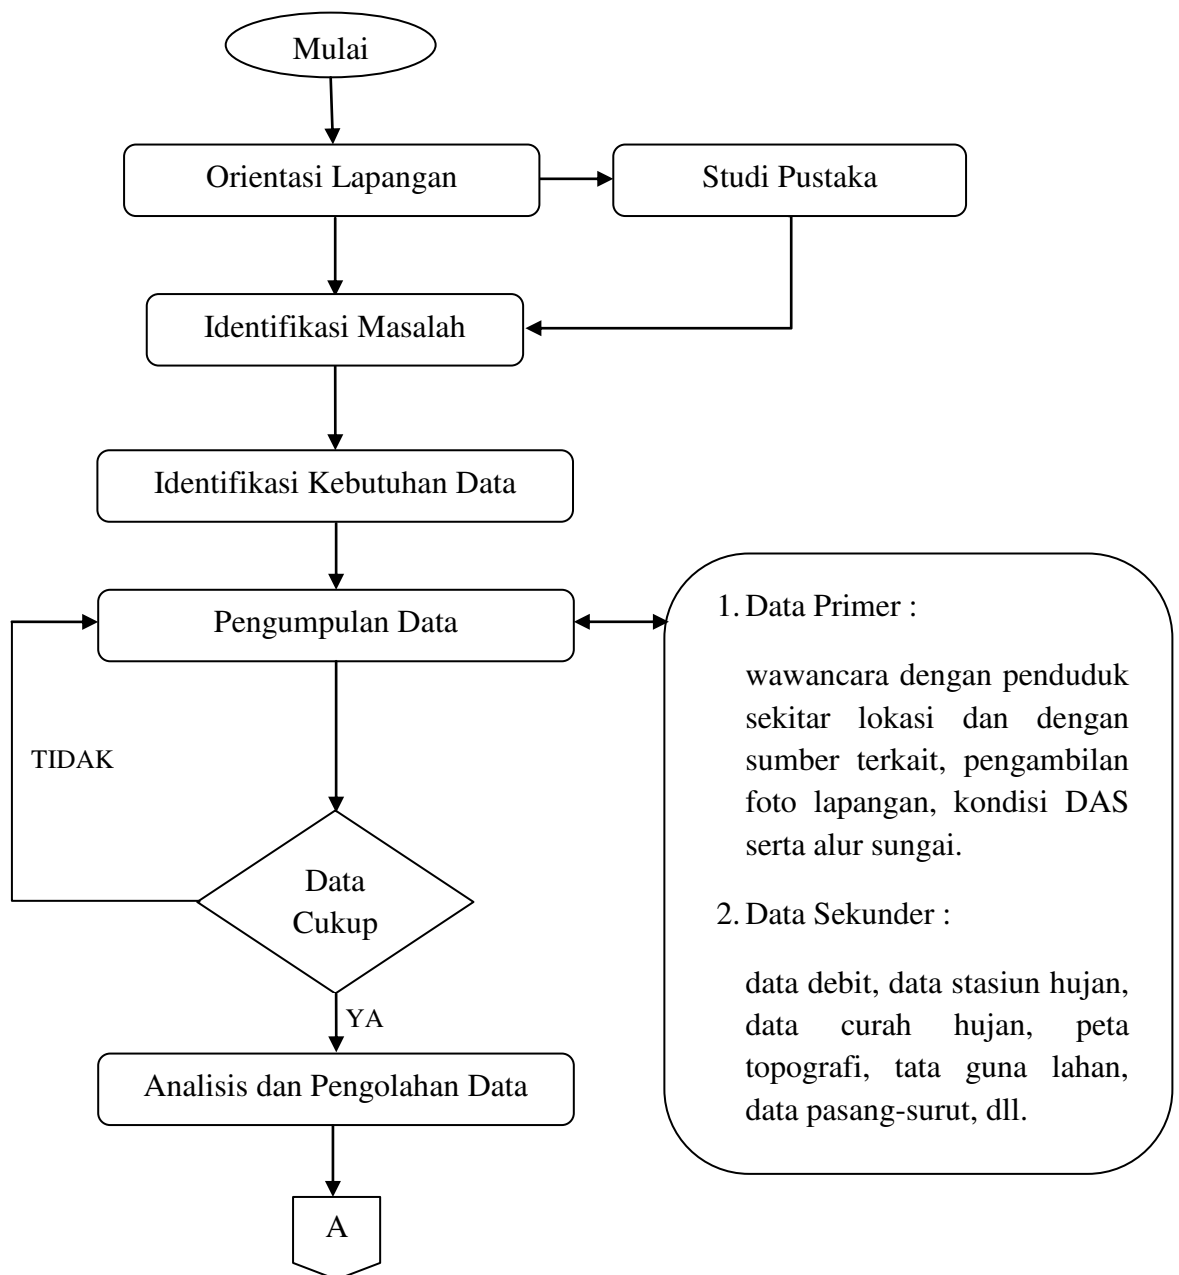 Mulai
Orientasi Lapangan
Studi Pustaka
Identifikasi Masalah
Identifikasi Kebutuhan Data
Pengumpulan Data
TIDAK
Data
Cukup
YA
Analisis dan Pengolahan Data
A
1. Data Primer :
wawancara dengan penduduk
sekitar lokasi dan dengan
sumber terkait, pengambilan
foto lapangan, kondisi DAS
serta alur sungai.
2. Data Sekunder :
data debit, data stasiun hujan,
data curah hujan, peta
topografi, tata guna lahan,
data pasang-surut, dll.